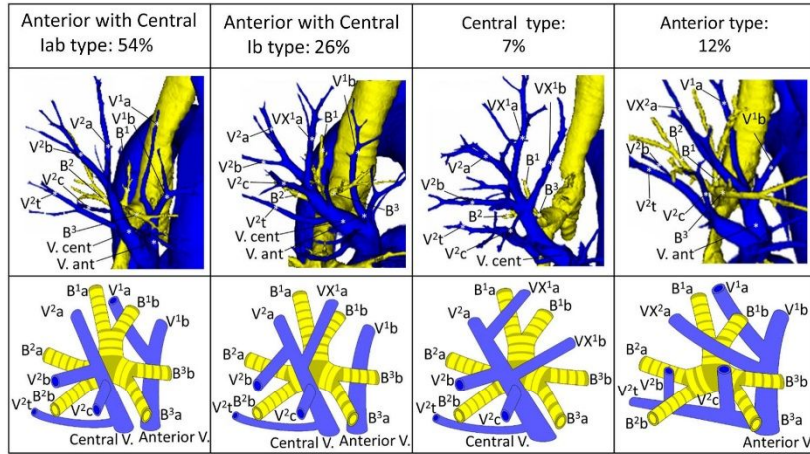 Anterior with Central
Iab type: 54%
Anterior with Central
Ib type: 26%
Central type:
7%
Anterior type:
12%
V¹a
V²a
V¹b
B¹
V²b
B²
V²c
V²t
B³
V. cent
V. ant
V¹b
VX¹a
B¹
V²a
V²b
V²c
B²
V²t
B³
V. cent
V. ant
VX¹b
VX¹a
V²a
B¹
V²b
B³
B²
V²t
V²c
V. cent
V¹a
VX²a
V¹b
B²
B¹
V²b
V²t
V²c
B³
V. ant
B¹a
V¹a
B¹b
V²a
V¹b
B²a
B³b
V²b
B²b
V²t
V²c
B³a
Central V.
Anterior V.
B¹a
VX¹a
B¹b
V²a
V¹b
B²a
B³b
V²b
B²b
V²t
V²c
B³a
Central V.
Anterior V.
B¹a
VX¹a
B¹b
V²a
VX¹b
B²a
B³b
V²b
B²b
V²t
V²c
B³a
Central V.
B¹a
V¹a
B¹b
V¹b
VX²a
B²a
B³b
V²t
V²b
V²c
B²b
B³a
Anterior V.